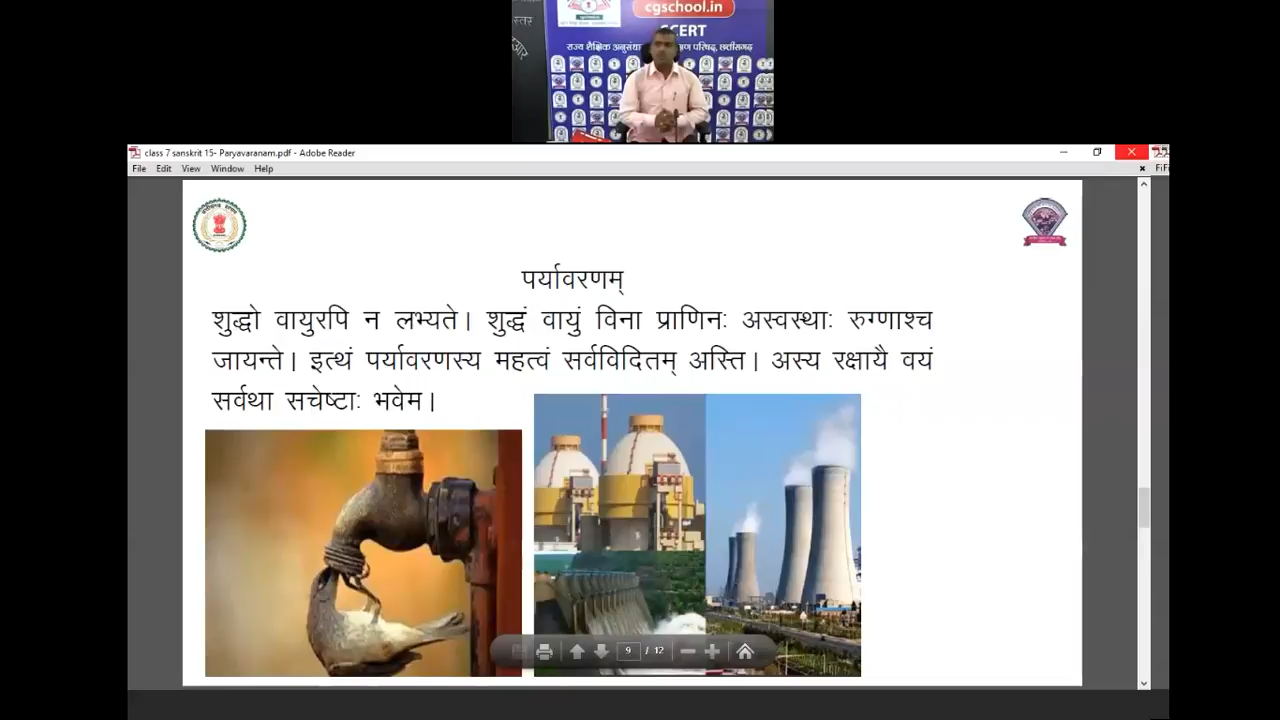 स्तर
cgschool.in
SCERT
class 7 sanskrit 15- Paryavaranam.pdf - Adobe Reader
File Edit View Window Help
पर्यावरणम्
शुद्धो वायुरपि न लभ्यते। शुद्धं वायुं विना प्राणिनः अस्वस्थाः रुग्णाश्च
जायन्ते। इत्थं पर्यावरणस्य महत्वं सर्वविदितम् अस्ति। अस्य रक्षायै वयं
सर्वथा सचेष्टाः भवेम।
9 / 12